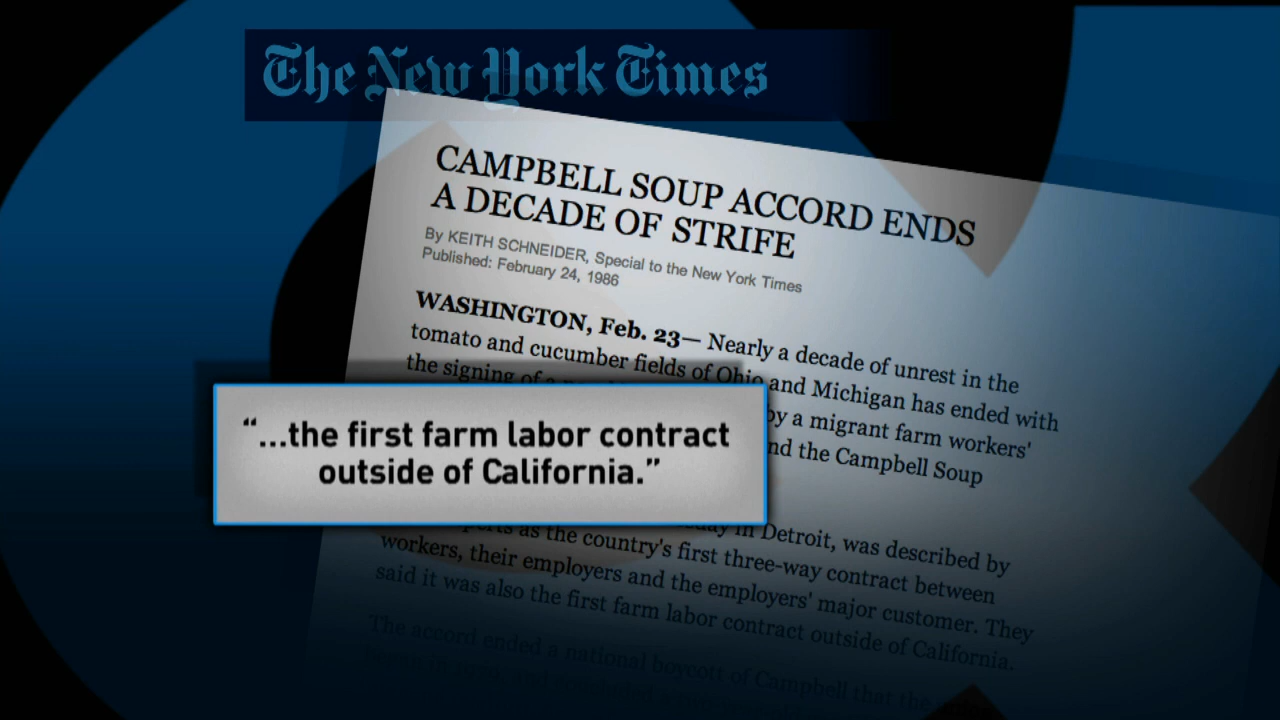 The New York Times
CAMPBELL SOUP ACCORD ENDS
A DECADE OF STRIFE
By KEITH SCHNEIDER, Special to the New York Times
Published: February 24, 1986
WASHINGTON, Feb. 23— Nearly a decade of unrest in the
tomato and cucumber fields of Ohio and Michigan has ended with
the signing of a by a migrant farm workers'
and the Campbell Soup
“...the first farm labor contract
outside of California.”
in Detroit, was described by
as the country's first three-way contract between
workers, their employers and the employers' major customer. They
said it was also the first farm labor contract outside of California.
The accord ended a national boycott of Campbell that the